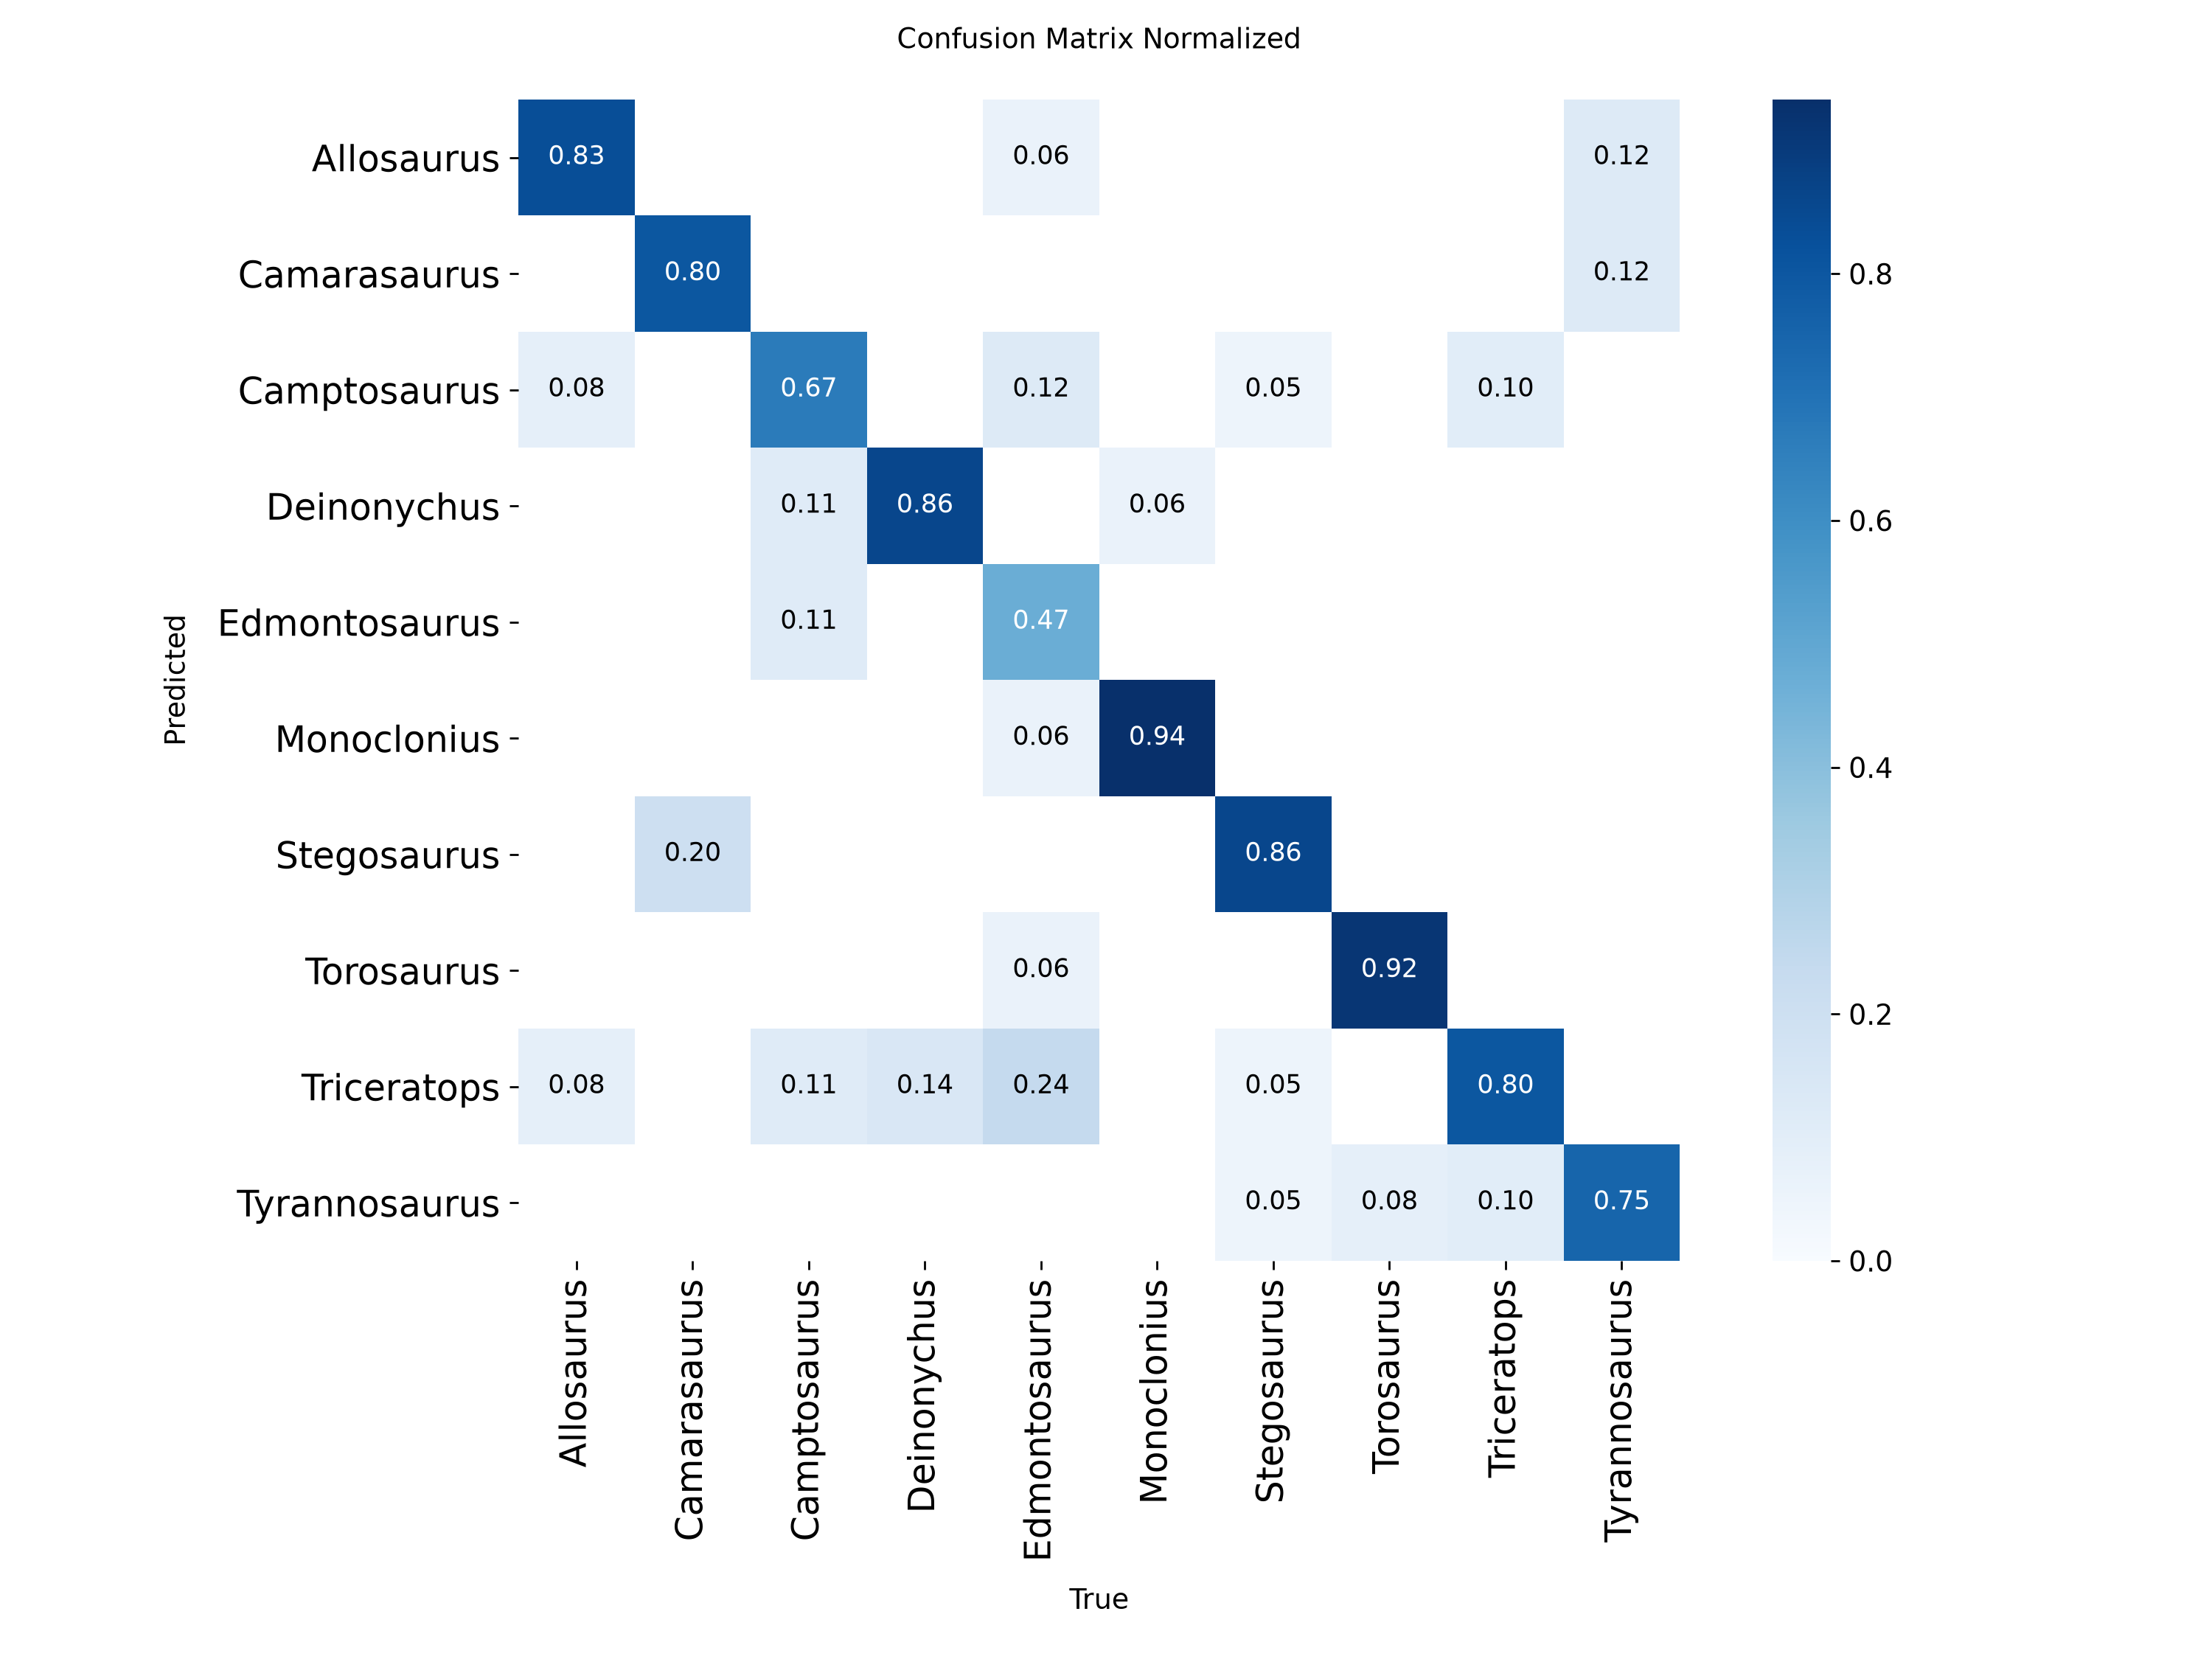 Confusion Matrix Normalized
Allosaurus 0.83 0.06 0.12
Camarasaurus 0.80 0.12 0.8
Camptosaurus 0.08 0.67 0.12 0.05 0.10
Deinonychus 0.11 0.86 0.06 0.6
Edmontosaurus 0.11 0.47
Predicted
Monoclonius 0.06 0.94 0.4
Stegosaurus 0.20 0.86
Torosaurus 0.06 0.92 0.2
Triceratops 0.08 0.11 0.14 0.24 0.05 0.80
Tyrannosaurus 0.05 0.08 0.10 0.75
0.0
Allosaurus
Camarasaurus
Camptosaurus
Deinonychus
Edmontosaurus
Monoclonius
Stegosaurus
Torosaurus
Triceratops
Tyrannosaurus
True